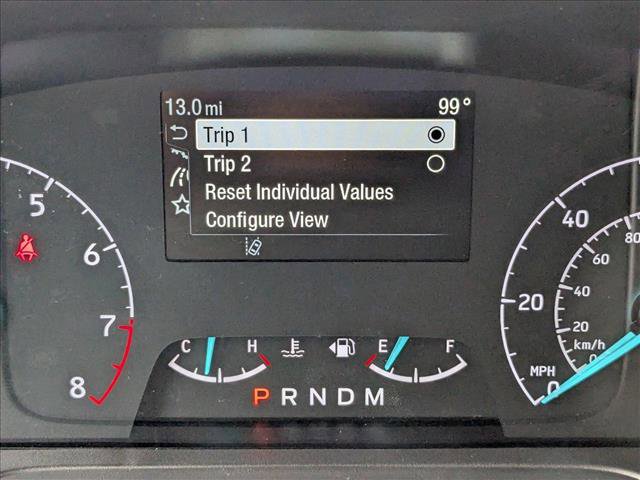 13.0 mi 99°
Trip 1
Trip 2
Reset Individual Values
Configure View
5
6
7
8
40
20
0
MPH
80
60
40
20
0
km/h
C H
E F
P R N D M